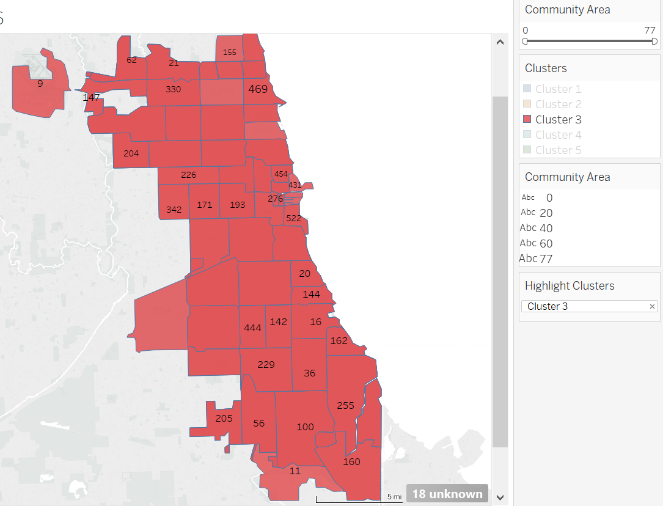 s
155
62
21
9
147
330
469
204
226
454
431
342
171
193
276
522
20
144
444
142
16
162
229
36
205
56
100
255
160
11
5 mi
18 unknown
Community Area
0 77
Clusters
Cluster 1
Cluster 2
Cluster 3
Cluster 4
Cluster 5
Community Area
Abc 0
Abc 20
Abc 40
Abc 60
Abc 77
Highlight Clusters
Cluster 3 ×